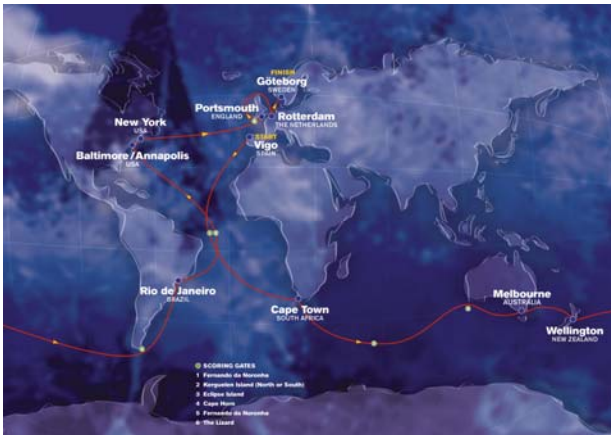 FINISH
Göteborg
SWEDEN
Portsmouth
ENGLAND
Rotterdam
THE NETHERLANDS
New York
USA
START
Vigo
SPAIN
Baltimore/Annapolis
USA
Rio de Janeiro
BRAZIL
Cape Town
SOUTH AFRICA
Melbourne
AUSTRALIA
Wellington
NEW ZEALAND
SCORING GATES
1 Fernando da Noronha
2 Kerguelen Island (North or South)
3 Eclipse Island
4 Cape Horn
5 Fernando da Noronha
6 The Lizard